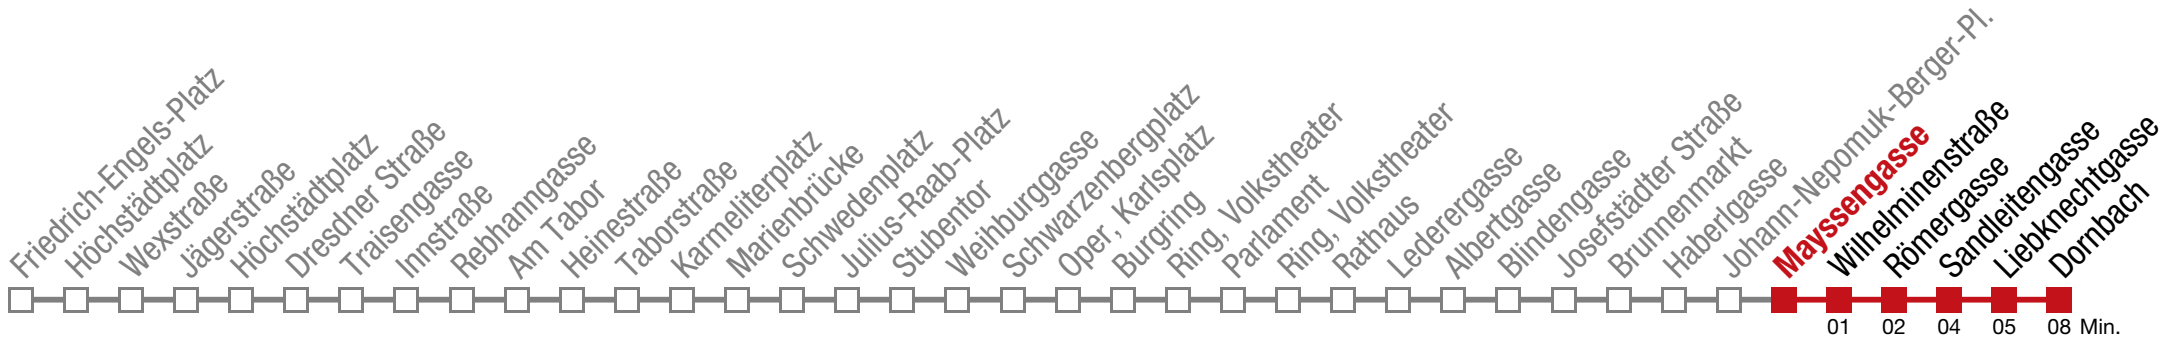 Friedrich-Engels-Platz
Höchstädtplatz
Wexstraße
Jägerstraße
Höchstädtplatz
Dresdner Straße
Traisengasse
Innstraße
Rebhanngasse
Am Tabor
Heinestraße
Taborstraße
Karmeliterplatz
Marienbrücke
Schwedenplatz
Julius-Raab-Platz
Stubentor
Weihburggasse
Schwarzenbergplatz
Oper, Karlsplatz
Burgring
Ring, Volkstheater
Parlament
Ring, Volkstheater
Rathaus
Lederergasse
Albertgasse
Blindengasse
Josefstädter Straße
Brunnenmarkt
Haberlgasse
Johann-Nepomuk-Berger-Pl.
Mayssengasse
Wilhelminenstraße
Römergasse
Sandleitengasse
Liebknechtgasse
Dornbach
01 02 04 05 08 Min.